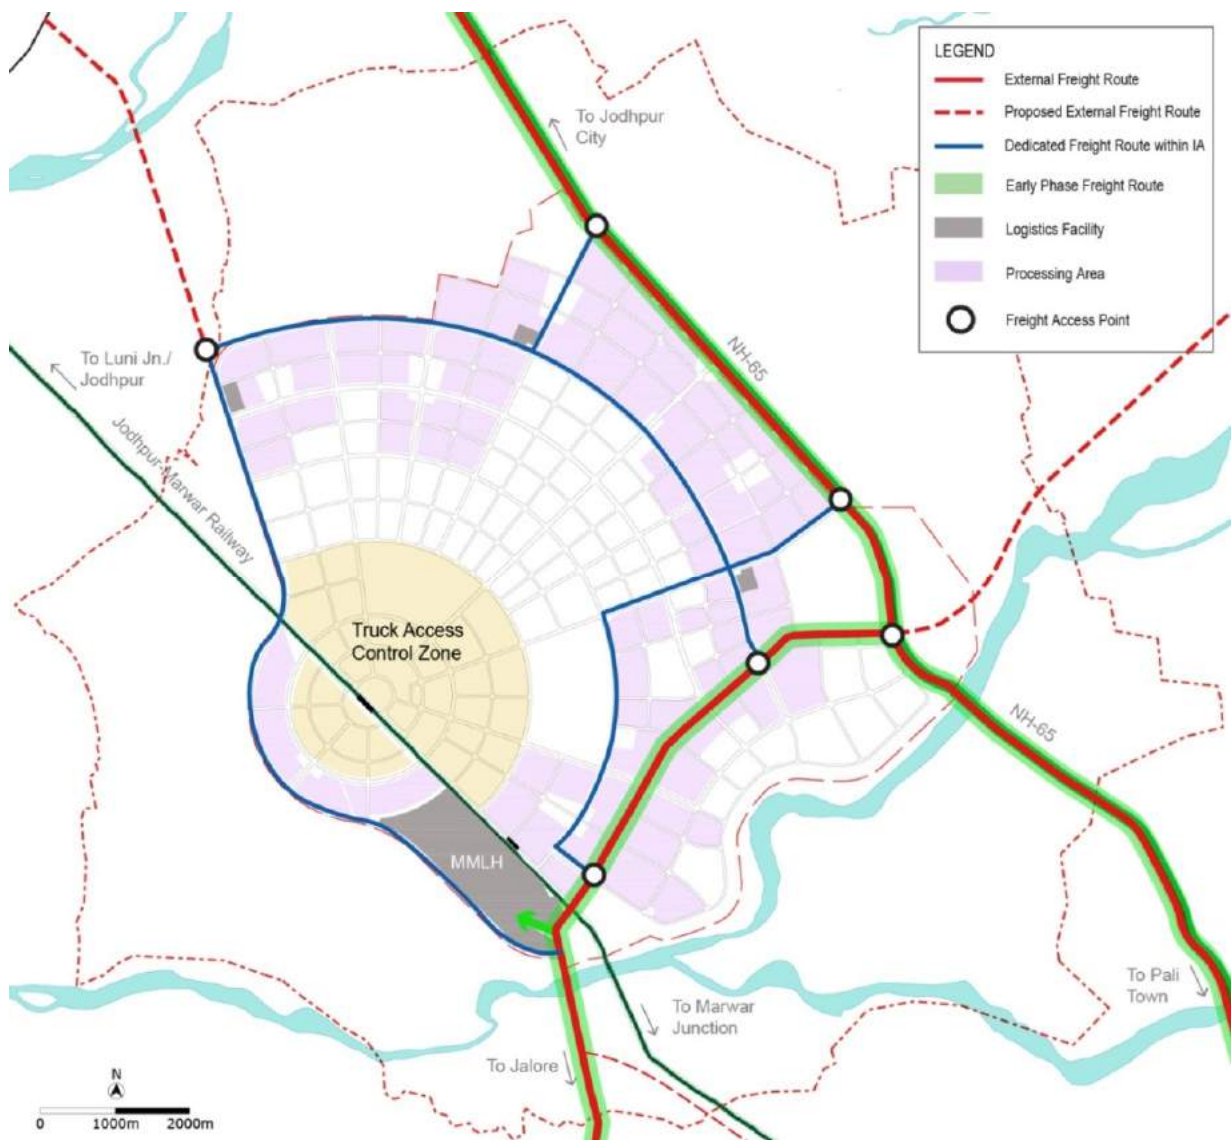 LEGEND
External Freight Route
Proposed External Freight Route
Dedicated Freight Route within IA
Early Phase Freight Route
Logistics Facility
Processing Area
Freight Access Point
To Jodhpur
City
NH-65
To Luni Jn./
Jodhpur
Jodhpur-Marwar Railway
Truck Access
Control Zone
NH-65
MMLH
To Pali
Town
To Marwar
Junction
To Jalore
N
0 1000m 2000m